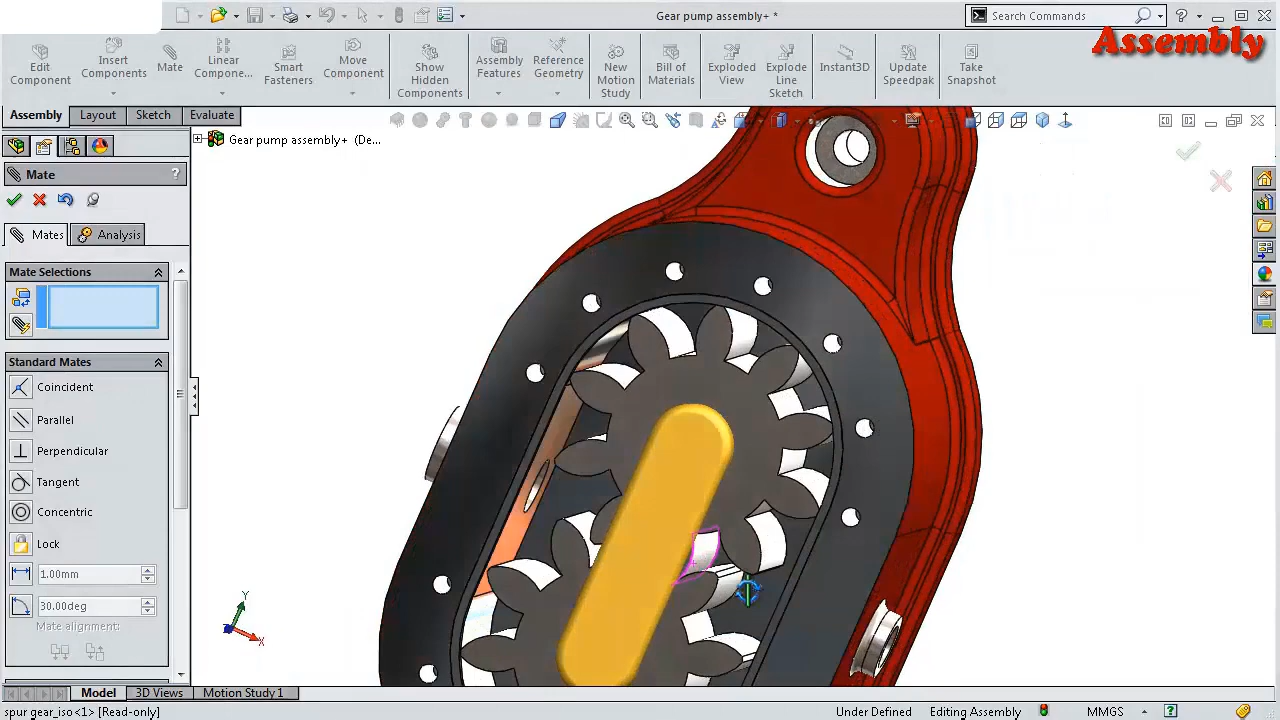 Gear pump assembly+ *
Search Commands
Assembly
Edit Component
Insert Components
Mate
Linear Compone...
Smart Fasteners
Move Component
Show Hidden Components
Assembly Features
Reference Geometry
New Motion Study
Bill of Materials
Exploded View
Explode Line Sketch
Instant3D
Update Speedpak
Take Snapshot
Assembly Layout Sketch Evaluate
Gear pump assembly+ (De...
Mate
?
Mates Analysis
Mate Selections
Standard Mates
Coincident
Parallel
Perpendicular
Tangent
Concentric
Lock
1.00mm
30.00deg
Mate alignment:
Y
X
Model 3D Views Motion Study 1
spur gear_iso<1> [Read-only] Under Defined Editing Assembly MMGS